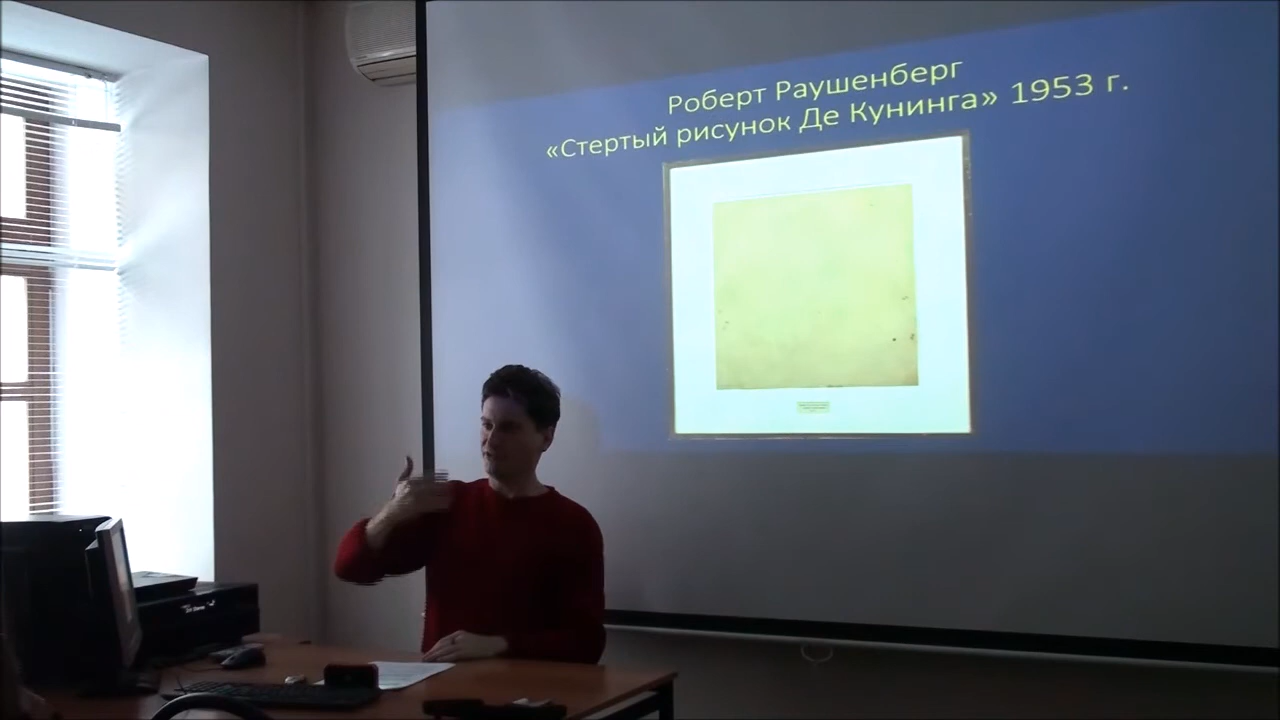 Роберт Раушенберг
«Стертый рисунок Де Кунинга» 1953 г.